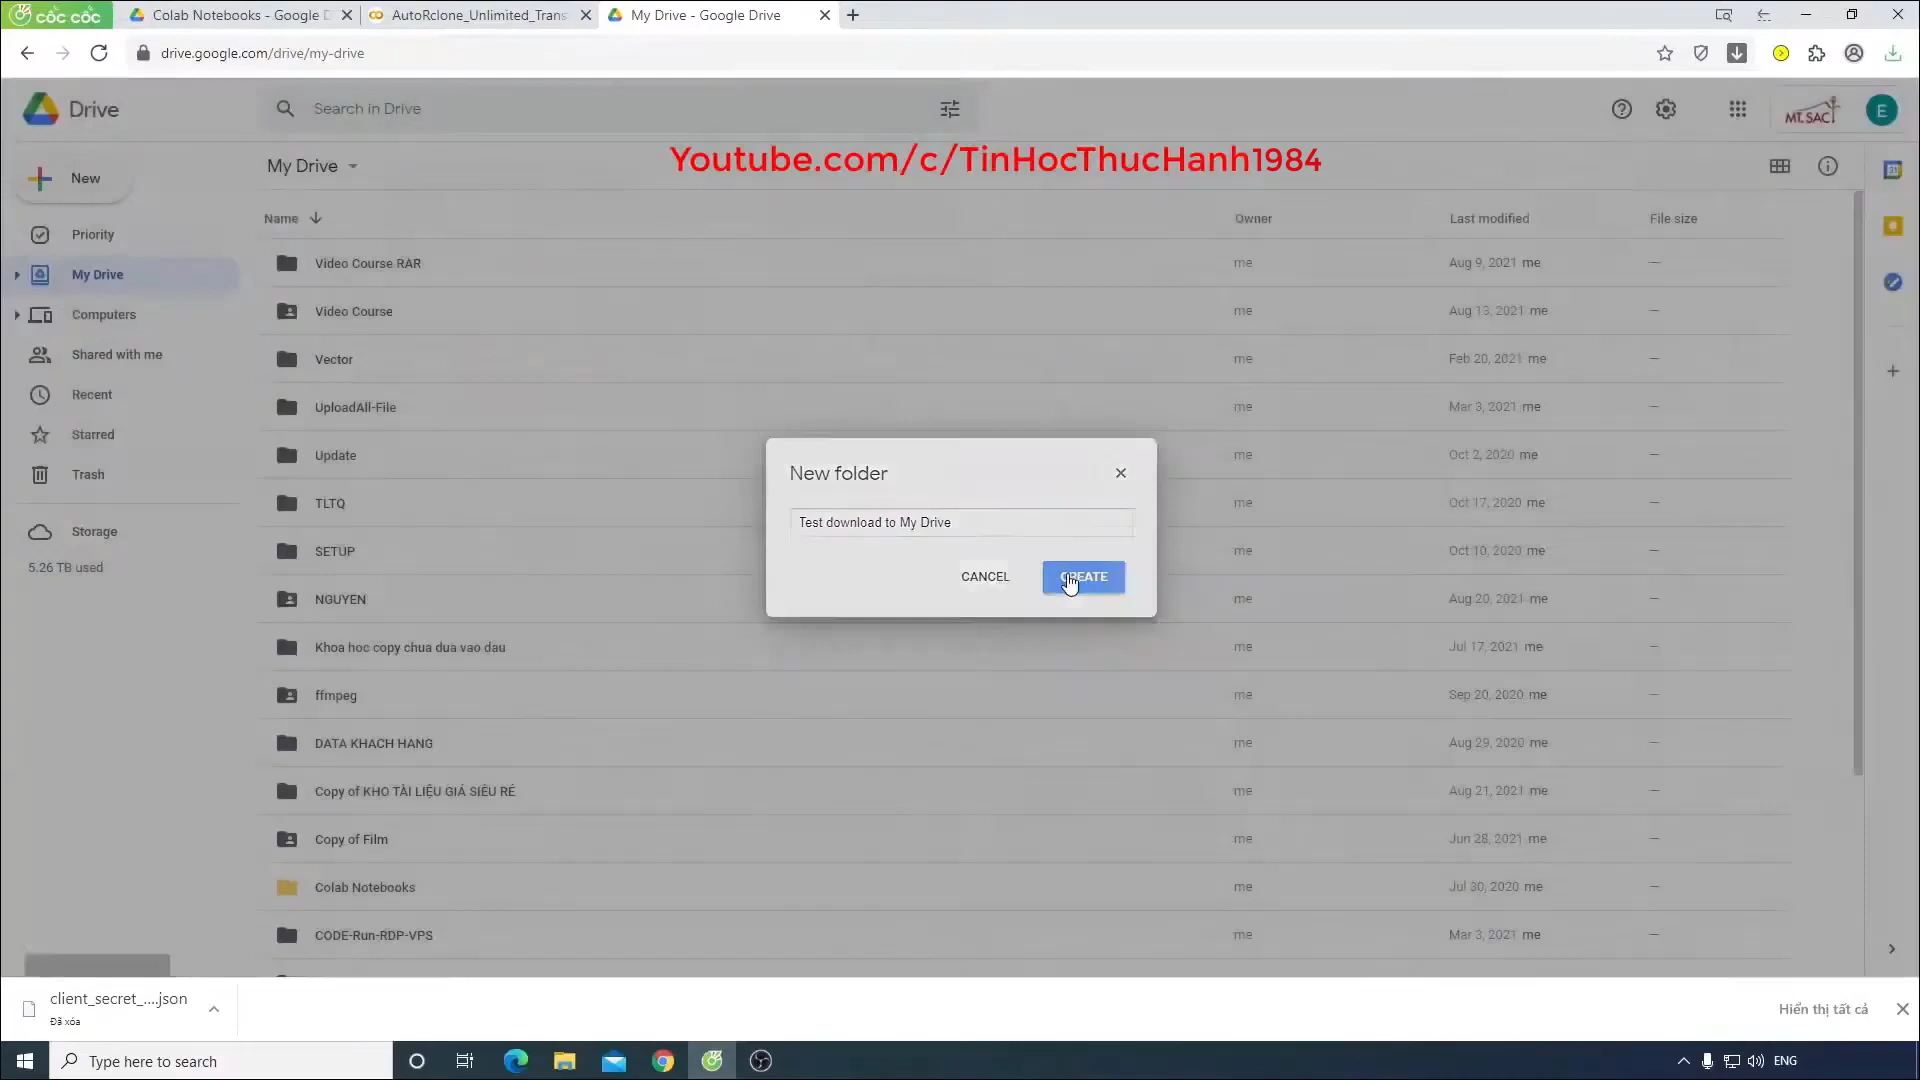 cốc cốc
Colab Notebooks - Google D
AutoRclone_Unlimited_Trans
My Drive - Google Drive
drive.google.com/drive/my-drive
Drive
Search in Drive
MT. SAC
E
New
My Drive
Youtube.com/c/TinHocThucHanh1984
Name
Owner
Last modified
File size
Priority
My Drive
Computers
Shared with me
Recent
Starred
Trash
Storage
5.26 TB used
Video Course RAR me Aug 9, 2021 me —
Video Course me Aug 13, 2021 me —
Vector me Feb 20, 2021 me —
UploadAll-File me Mar 3, 2021 me —
Update me Oct 2, 2020 me —
TLTQ me Oct 17, 2020 me —
SETUP me Oct 10, 2020 me —
NGUYEN me Aug 20, 2021 me —
Khoa hoc copy chua dua vao dau me Jul 17, 2021 me —
ffmpeg me Sep 20, 2020 me —
DATA KHACH HANG me Aug 29, 2020 me —
Copy of KHO TÀI LIỆU GIÁ SIÊU RẺ me Aug 21, 2021 me —
Copy of Film me Jun 28, 2021 me —
Colab Notebooks me Jul 30, 2020 me —
CODE-Run-RDP-VPS me Mar 3, 2021 me —
New folder
Test download to My Drive
CANCEL
CREATE
31
client_secret_....json
Đã xóa
Hiển thị tất cả
Type here to search
ENG